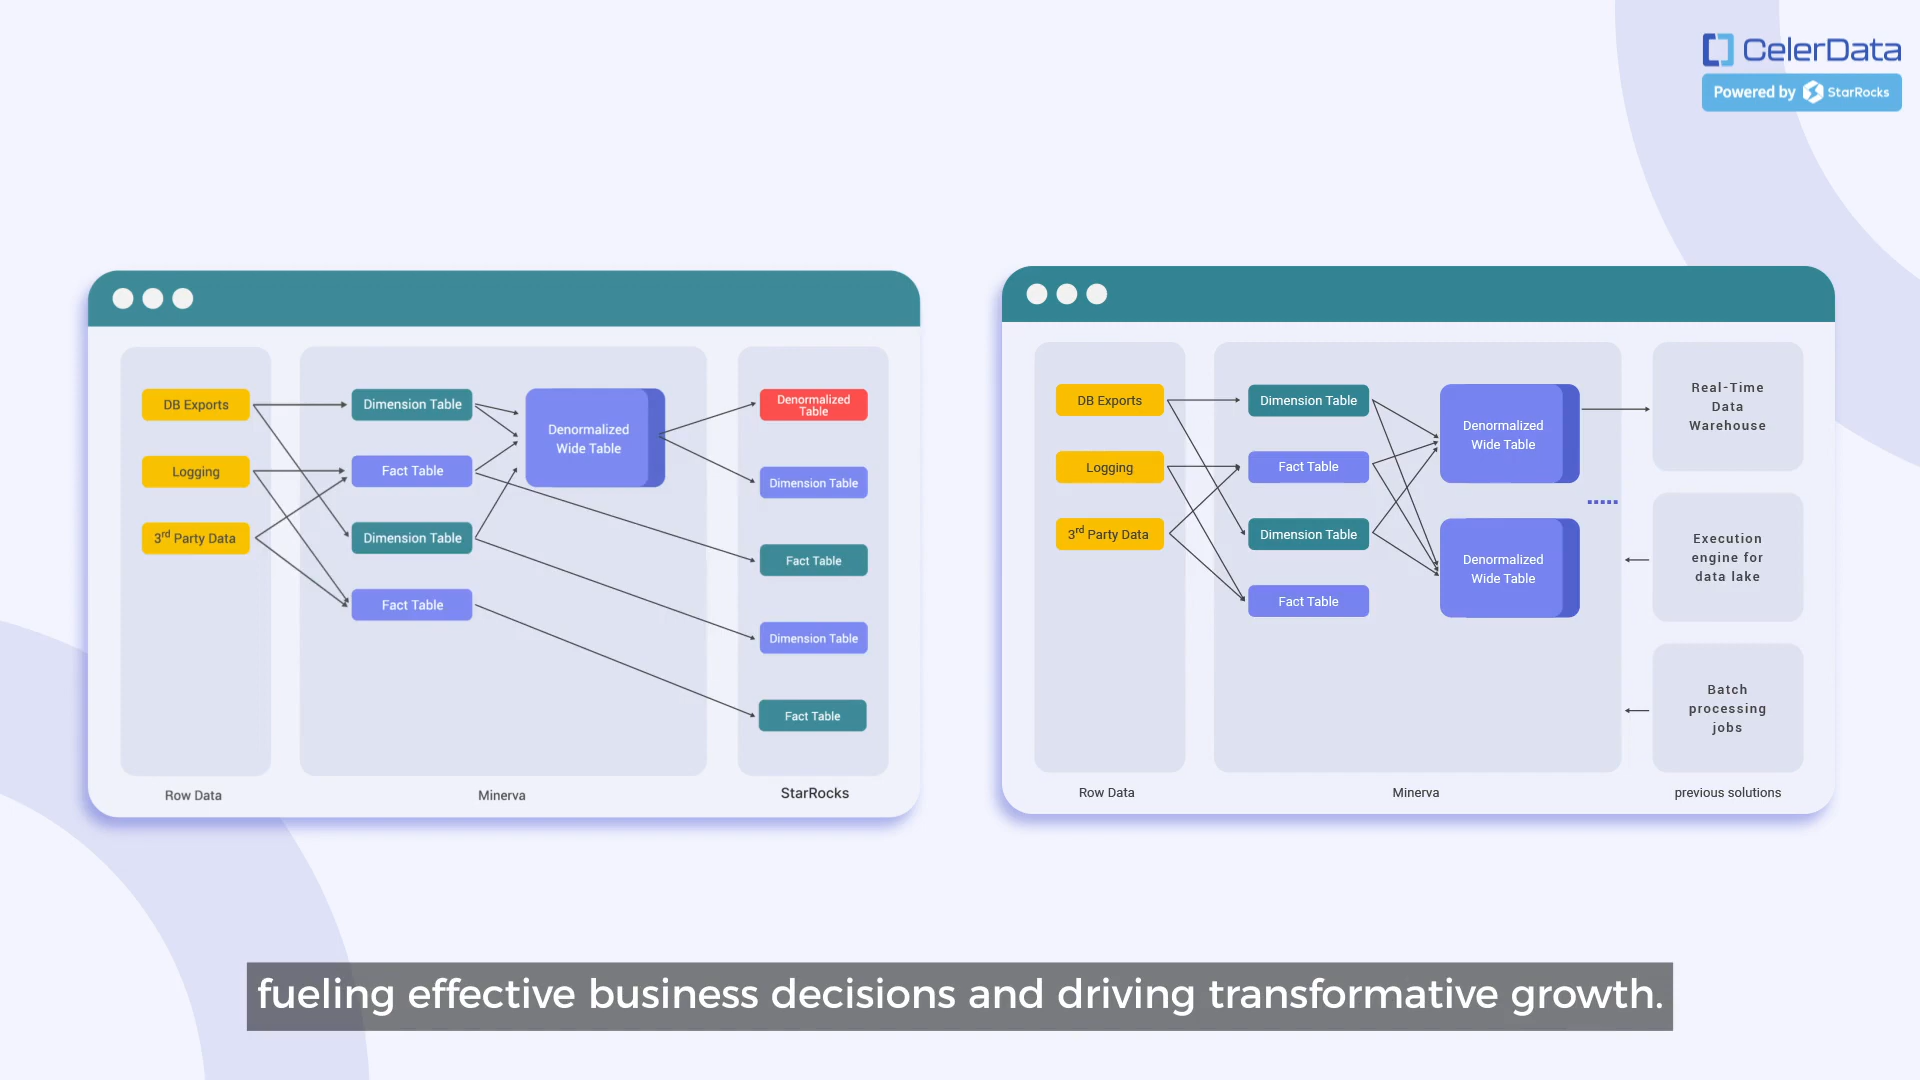 CelerData
Powered by StarRocks
DB Exports
Logging
3rd Party Data
Row Data
Dimension Table
Fact Table
Dimension Table
Fact Table
Denormalized
Wide Table
Minerva
Denormalized
Table
Dimension Table
Fact Table
Dimension Table
Fact Table
StarRocks
DB Exports
Logging
3rd Party Data
Row Data
Dimension Table
Fact Table
Dimension Table
Fact Table
Denormalized
Wide Table
Denormalized
Wide Table
Minerva
Real-Time
Data
Warehouse
Execution
engine for
data lake
Batch
processing
jobs
previous solutions
fueling effective business decisions and driving transformative growth.